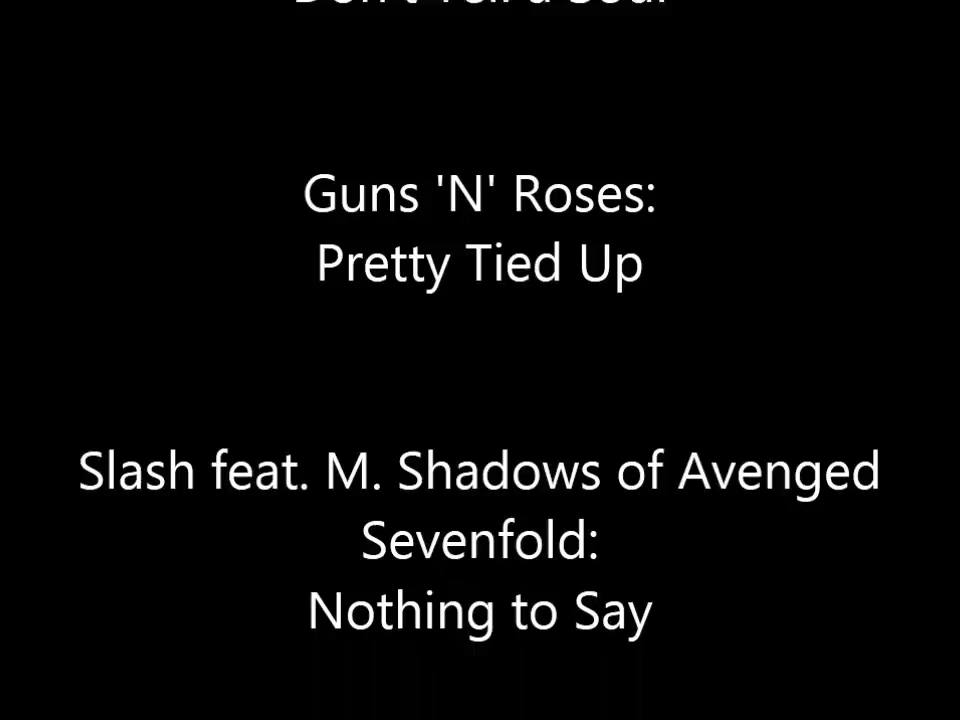 Guns 'N' Roses:
Pretty Tied Up
Slash feat. M. Shadows of Avenged
Sevenfold:
Nothing to Say